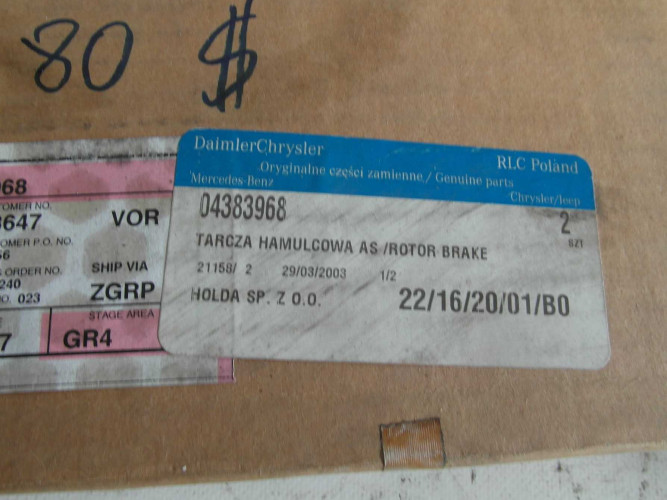 80 $
DaimlerChrysler
RLC Poland
Oryginalne części zamienne / Genuine parts
Mercedes-Benz
Chrysler/Jeep
04383968
2
SZT
TARCZA HAMULCOWA AS /ROTOR BRAKE
21158/ 2 29/03/2003 1/2
HOLDA SP. Z O.O.
22/16/20/01/B0
968
TOMER NO.
3647
VOR
OMER P.O. NO.
56
ORDER NO.
SHIP VIA
240
O. 023
ZGRP
STAGE AREA
7
GR4